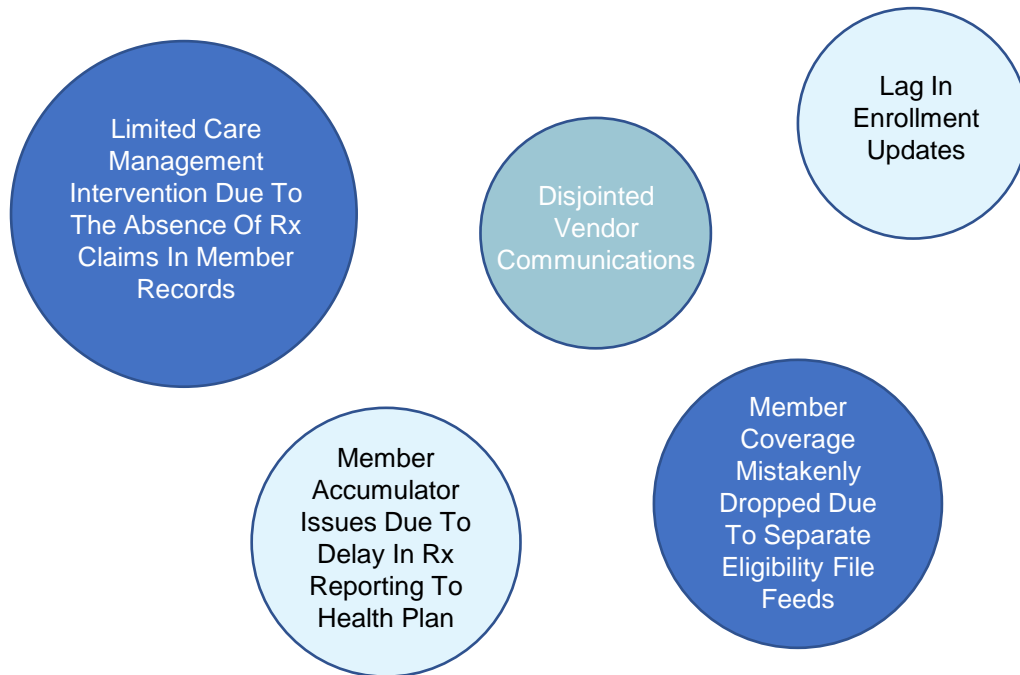 Limited Care
Management
Intervention Due To
The Absence Of Rx
Claims In Member
Records
Disjointed
Vendor
Communications
Lag In
Enrollment
Updates
Member
Accumulator
Issues Due To
Delay In Rx
Reporting To
Health Plan
Member
Coverage
Mistakenly
Dropped Due
To Separate
Eligibility File
Feeds